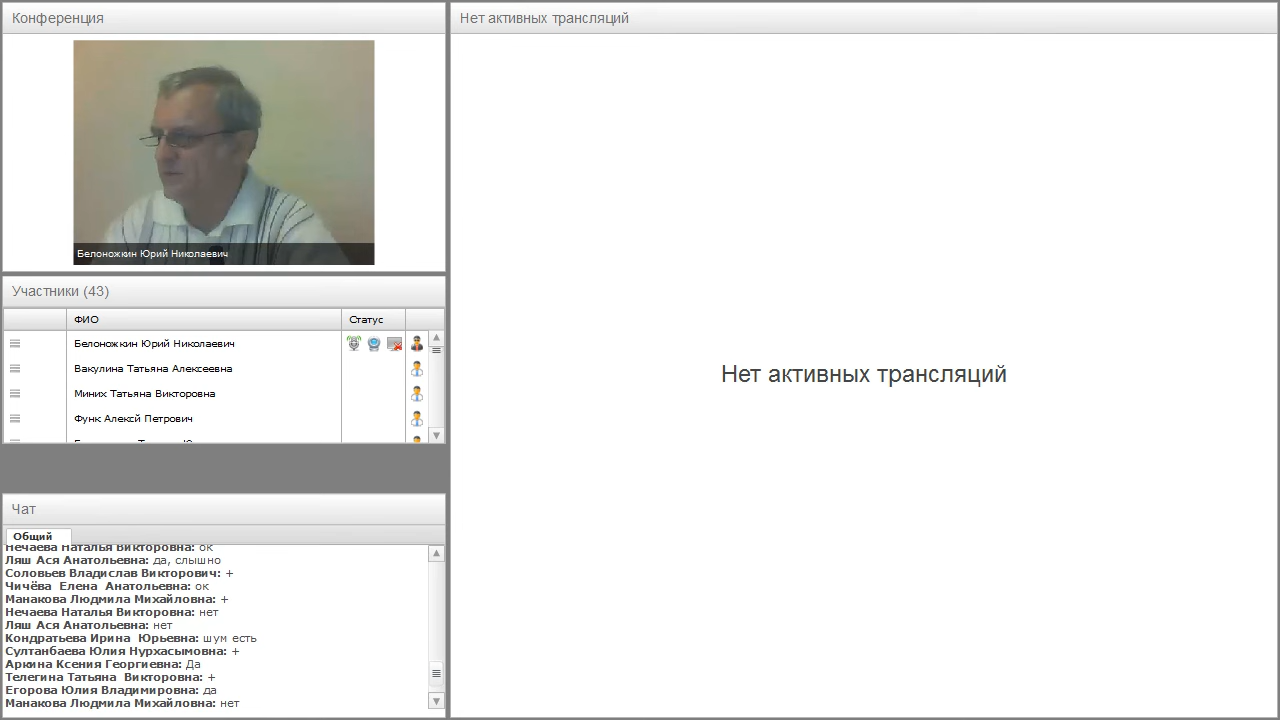 Конференция
Белоножкин Юрий Николаевич
Участники (43)
ФИО Статус
Белоножкин Юрий Николаевич
Вакулина Татьяна Алексеевна
Миних Татьяна Викторовна
Функ Алексй Петрович
Чат
Общий
Нечаева Наталья Викторовна: ок
Ляш Ася Анатольевна: да, слышно
Соловьев Владислав Викторович: +
Чичёва Елена Анатольевна: ок
Манакова Людмила Михайловна: +
Нечаева Наталья Викторовна: нет
Ляш Ася Анатольевна: нет
Кондратьева Ирина Юрьевна: шум есть
Султанбаева Юлия Нурхасымовна: +
Аркина Ксения Георгиевна: Да
Телегина Татьяна Викторовна: +
Егорова Юлия Владимировна: да
Манакова Людмила Михайловна: нет
Нет активных трансляций
Нет активных трансляций